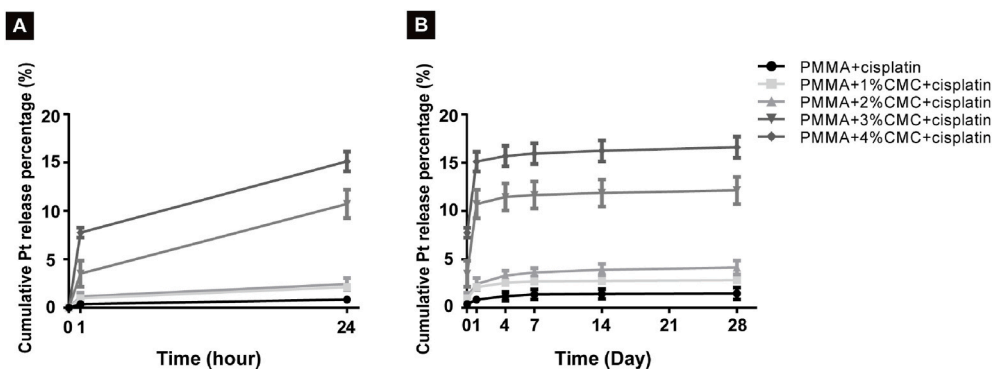 A
Cumulative Pt release percentage (%)
20
15
10
5
0
0 1 24
Time (hour)
B
Cumulative Pt release percentage (%)
20
15
10
5
0
0 1 4 7 14 21 28
Time (Day)
PMMA+cisplatin
PMMA+1%CMC+cisplatin
PMMA+2%CMC+cisplatin
PMMA+3%CMC+cisplatin
PMMA+4%CMC+cisplatin